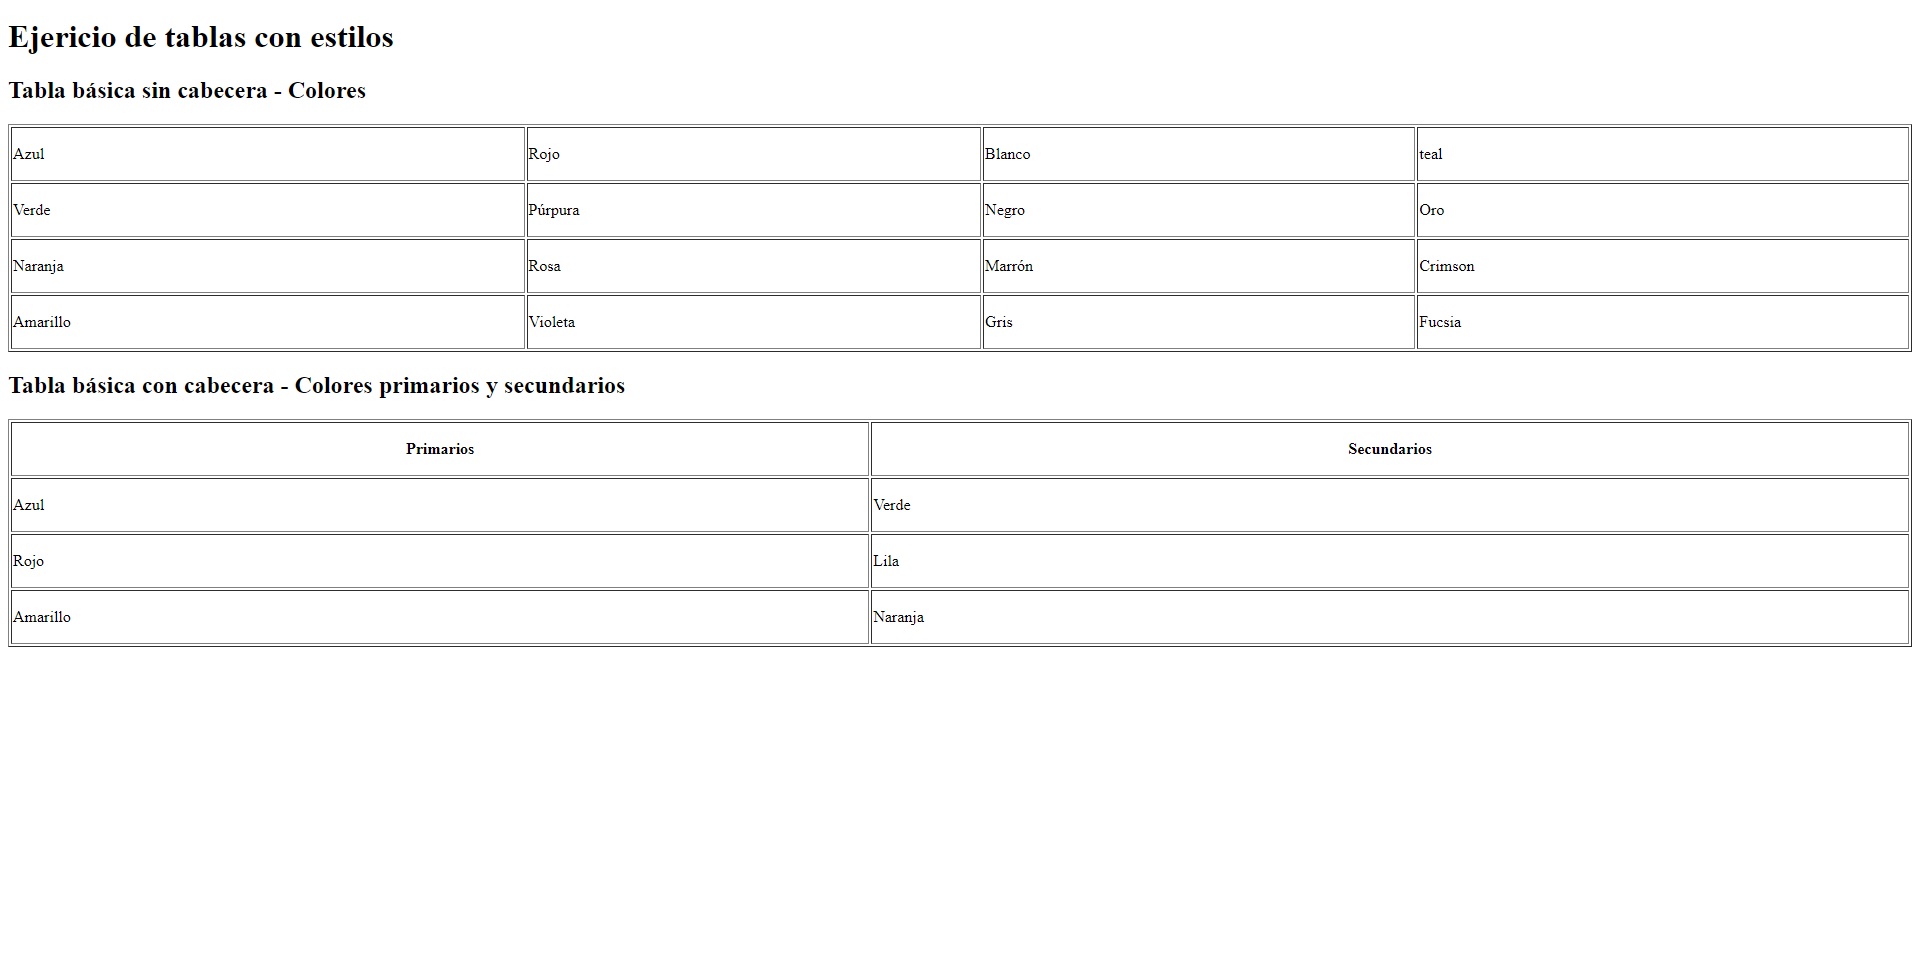 Ejericio de tablas con estilos
Tabla básica sin cabecera - Colores
Azul Rojo Blanco teal
Verde Púrpura Negro Oro
Naranja Rosa Marrón Crimson
Amarillo Violeta Gris Fucsia
Tabla básica con cabecera - Colores primarios y secundarios
Primarios Secundarios
Azul Verde
Rojo Lila
Amarillo Naranja